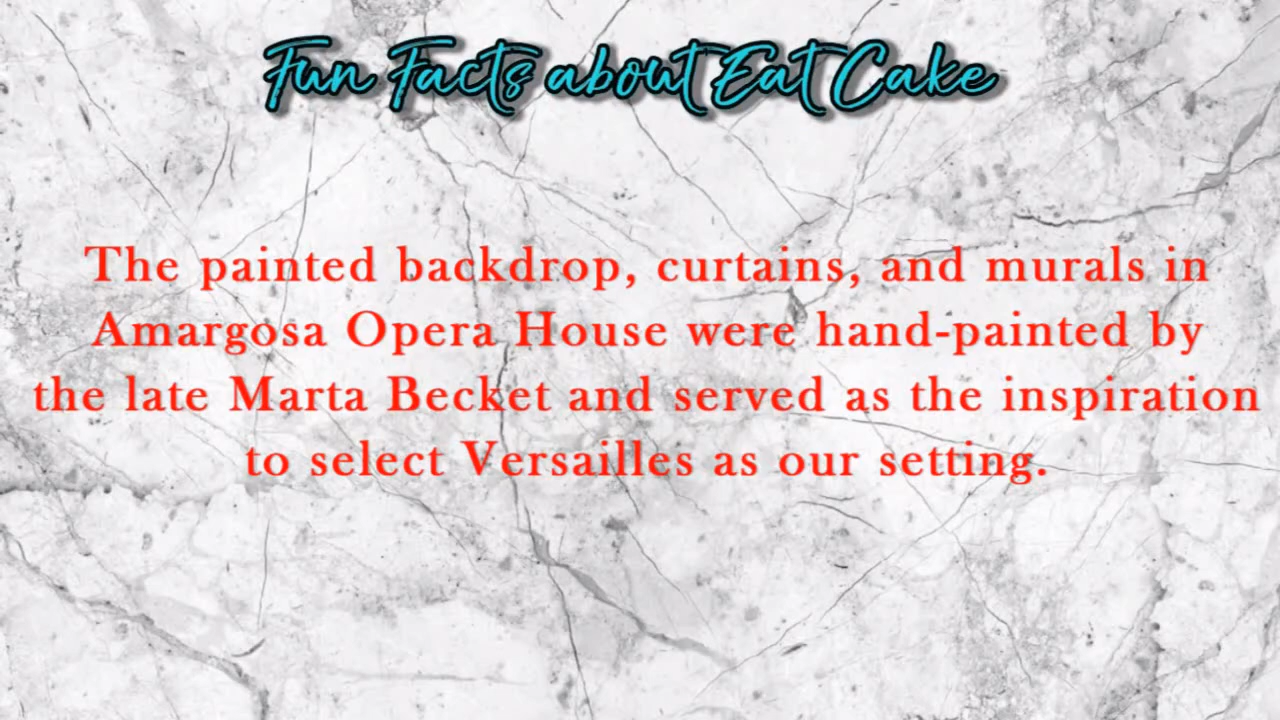 Fun Facts about Eat Cake
The painted backdrop, curtains, and murals in
Amargosa Opera House were hand-painted by
the late Marta Becket and served as the inspiration
to select Versailles as our setting.